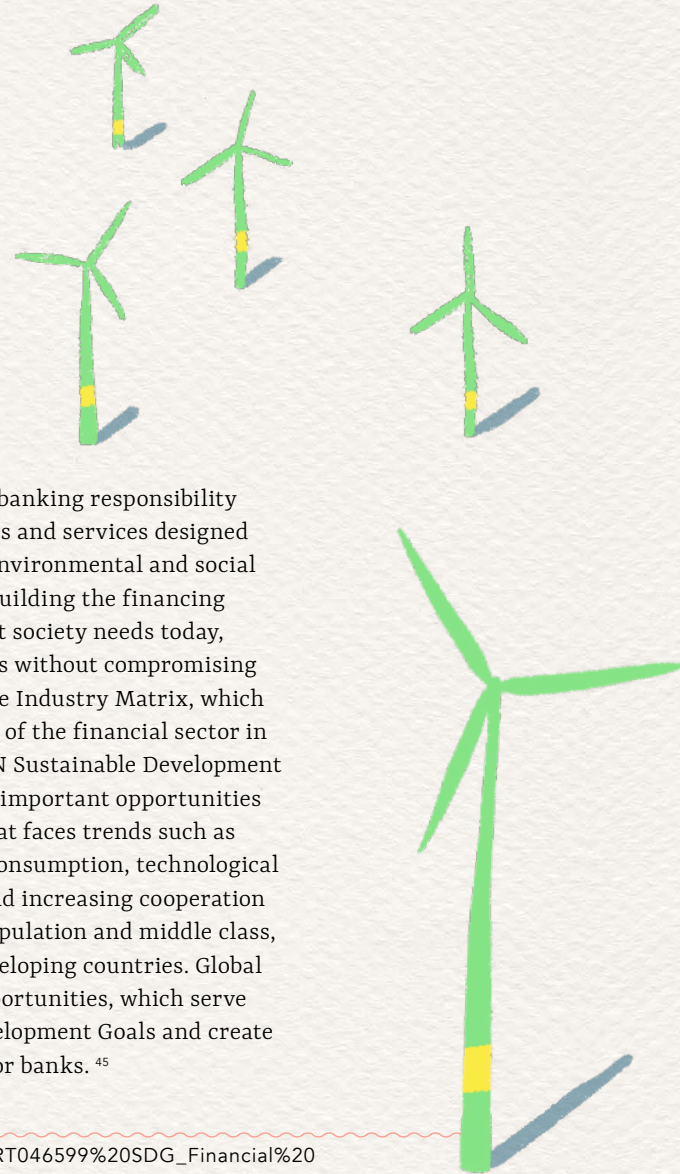 banking responsibility
s and services designed
nvironmental and social
uilding the financing
t society needs today,
s without compromising
e Industry Matrix, which
of the financial sector in
N Sustainable Development
important opportunities
at faces trends such as
onsumption, technological
d increasing cooperation
pulation and middle class,
eloping countries. Global
portunities, which serve
elopment Goals and create
or banks. 45
RT046599%20SDG_Financial%20